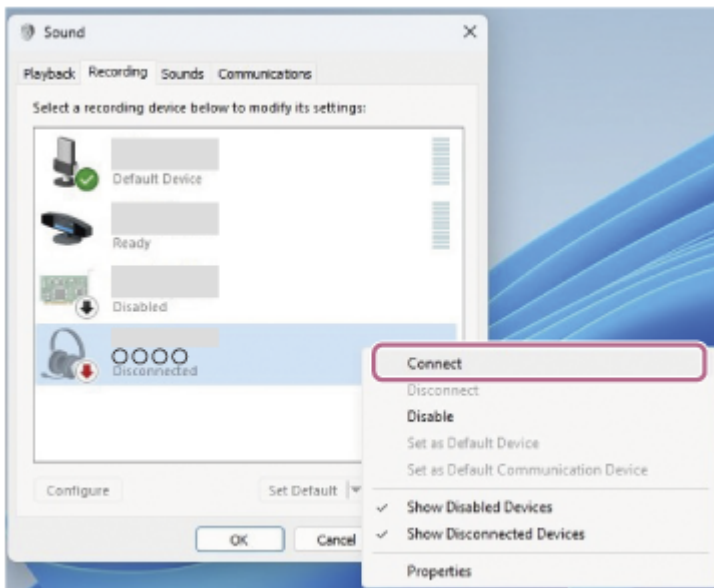 Sound
Playback Recording Sounds Communications
Select a recording device below to modify its settings:
Default Device
Ready
Disabled
○○○○
Disconnected
Configure Set Default
OK Cancel
Connect
Disconnect
Disable
Set as Default Device
Set as Default Communication Device
Show Disabled Devices
Show Disconnected Devices
Properties